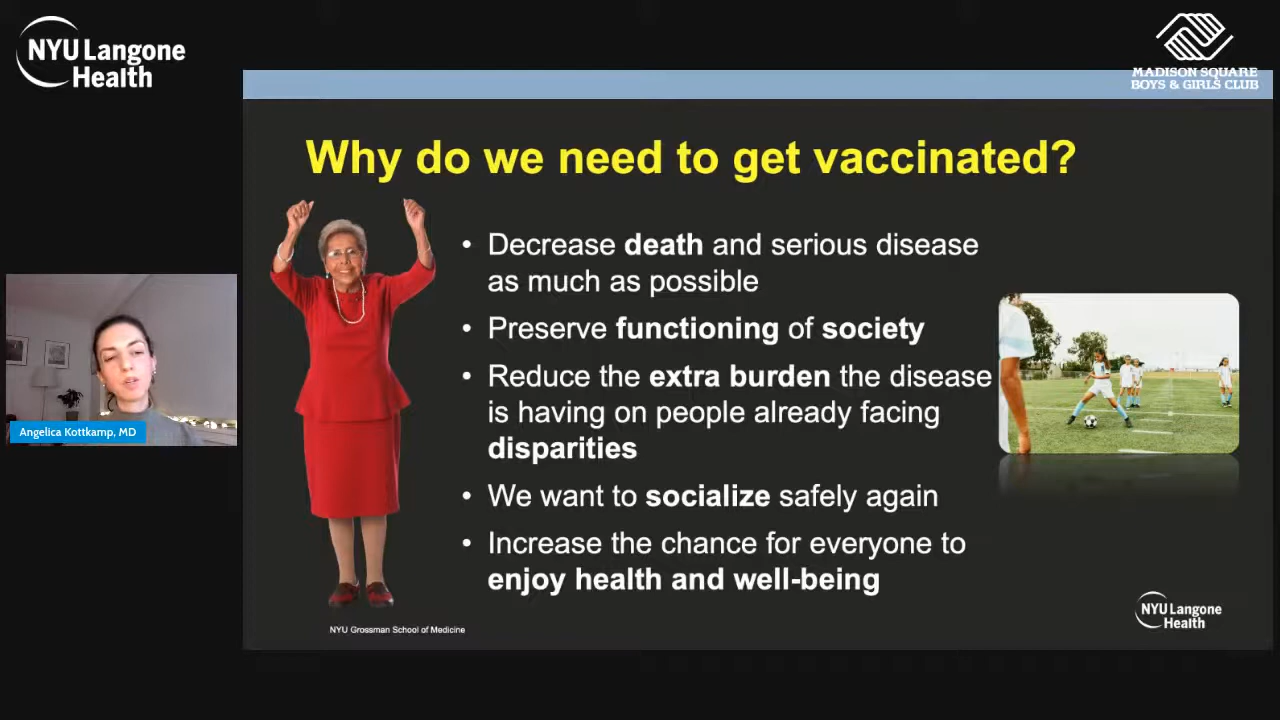 NYU Langone
Health
MADISON SQUARE
BOYS & GIRLS CLUB
Why do we need to get vaccinated?
• Decrease death and serious disease
as much as possible
• Preserve functioning of society
• Reduce the extra burden the disease
is having on people already facing
disparities
• We want to socialize safely again
• Increase the chance for everyone to
enjoy health and well-being
Angelica Kottkamp, MD
NYU Grossman School of Medicine
NYU Langone
Health